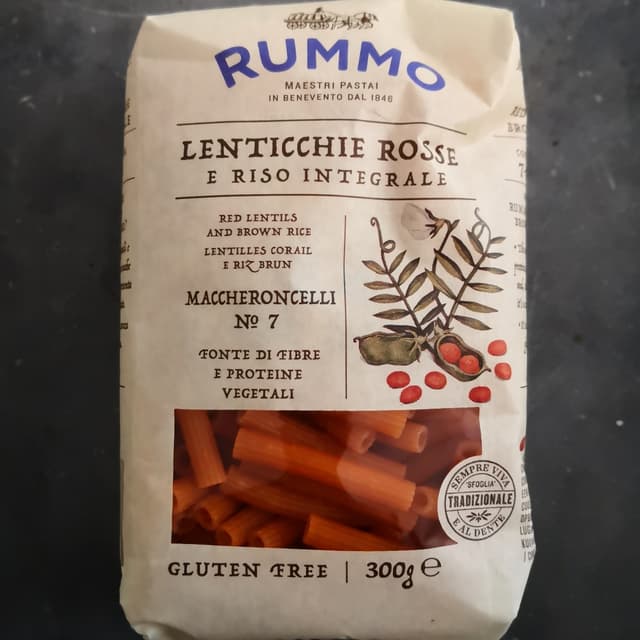 RUMMO
MAESTRI PASTAI
IN BENEVENTO DAL 1846
LENTICCHIE ROSSE
E RISO INTEGRALE
RED LENTILS
AND BROWN RICE
LENTILLES CORAIL
E RIZ BRUN
MACCHERONCELLI
No 7
FONTE DI FIBRE
E PROTEINE
VEGETALI
SEMPRE VIVA
"SFOGLIA"
TRADIZIONALE
E AL DENTE
GLUTEN FREE | 300g e